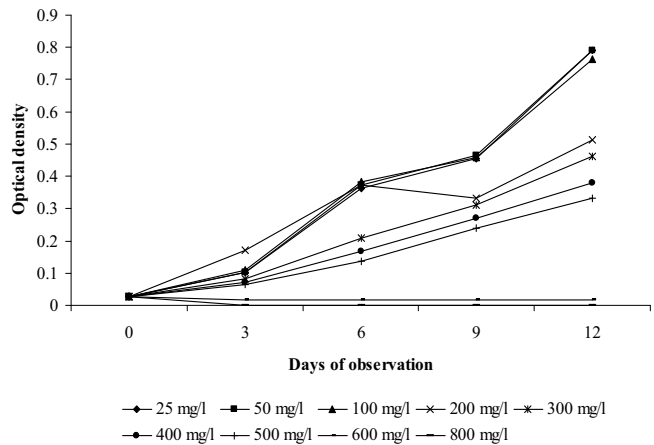 0.9
0.8
0.7
0.6
0.5
0.4
0.3
0.2
0.1
0
Optical density
0 3 6 9 12
Days of observation
25 mg/l 50 mg/l 100 mg/l 200 mg/l 300 mg/l
400 mg/l 500 mg/l 600 mg/l 800 mg/l